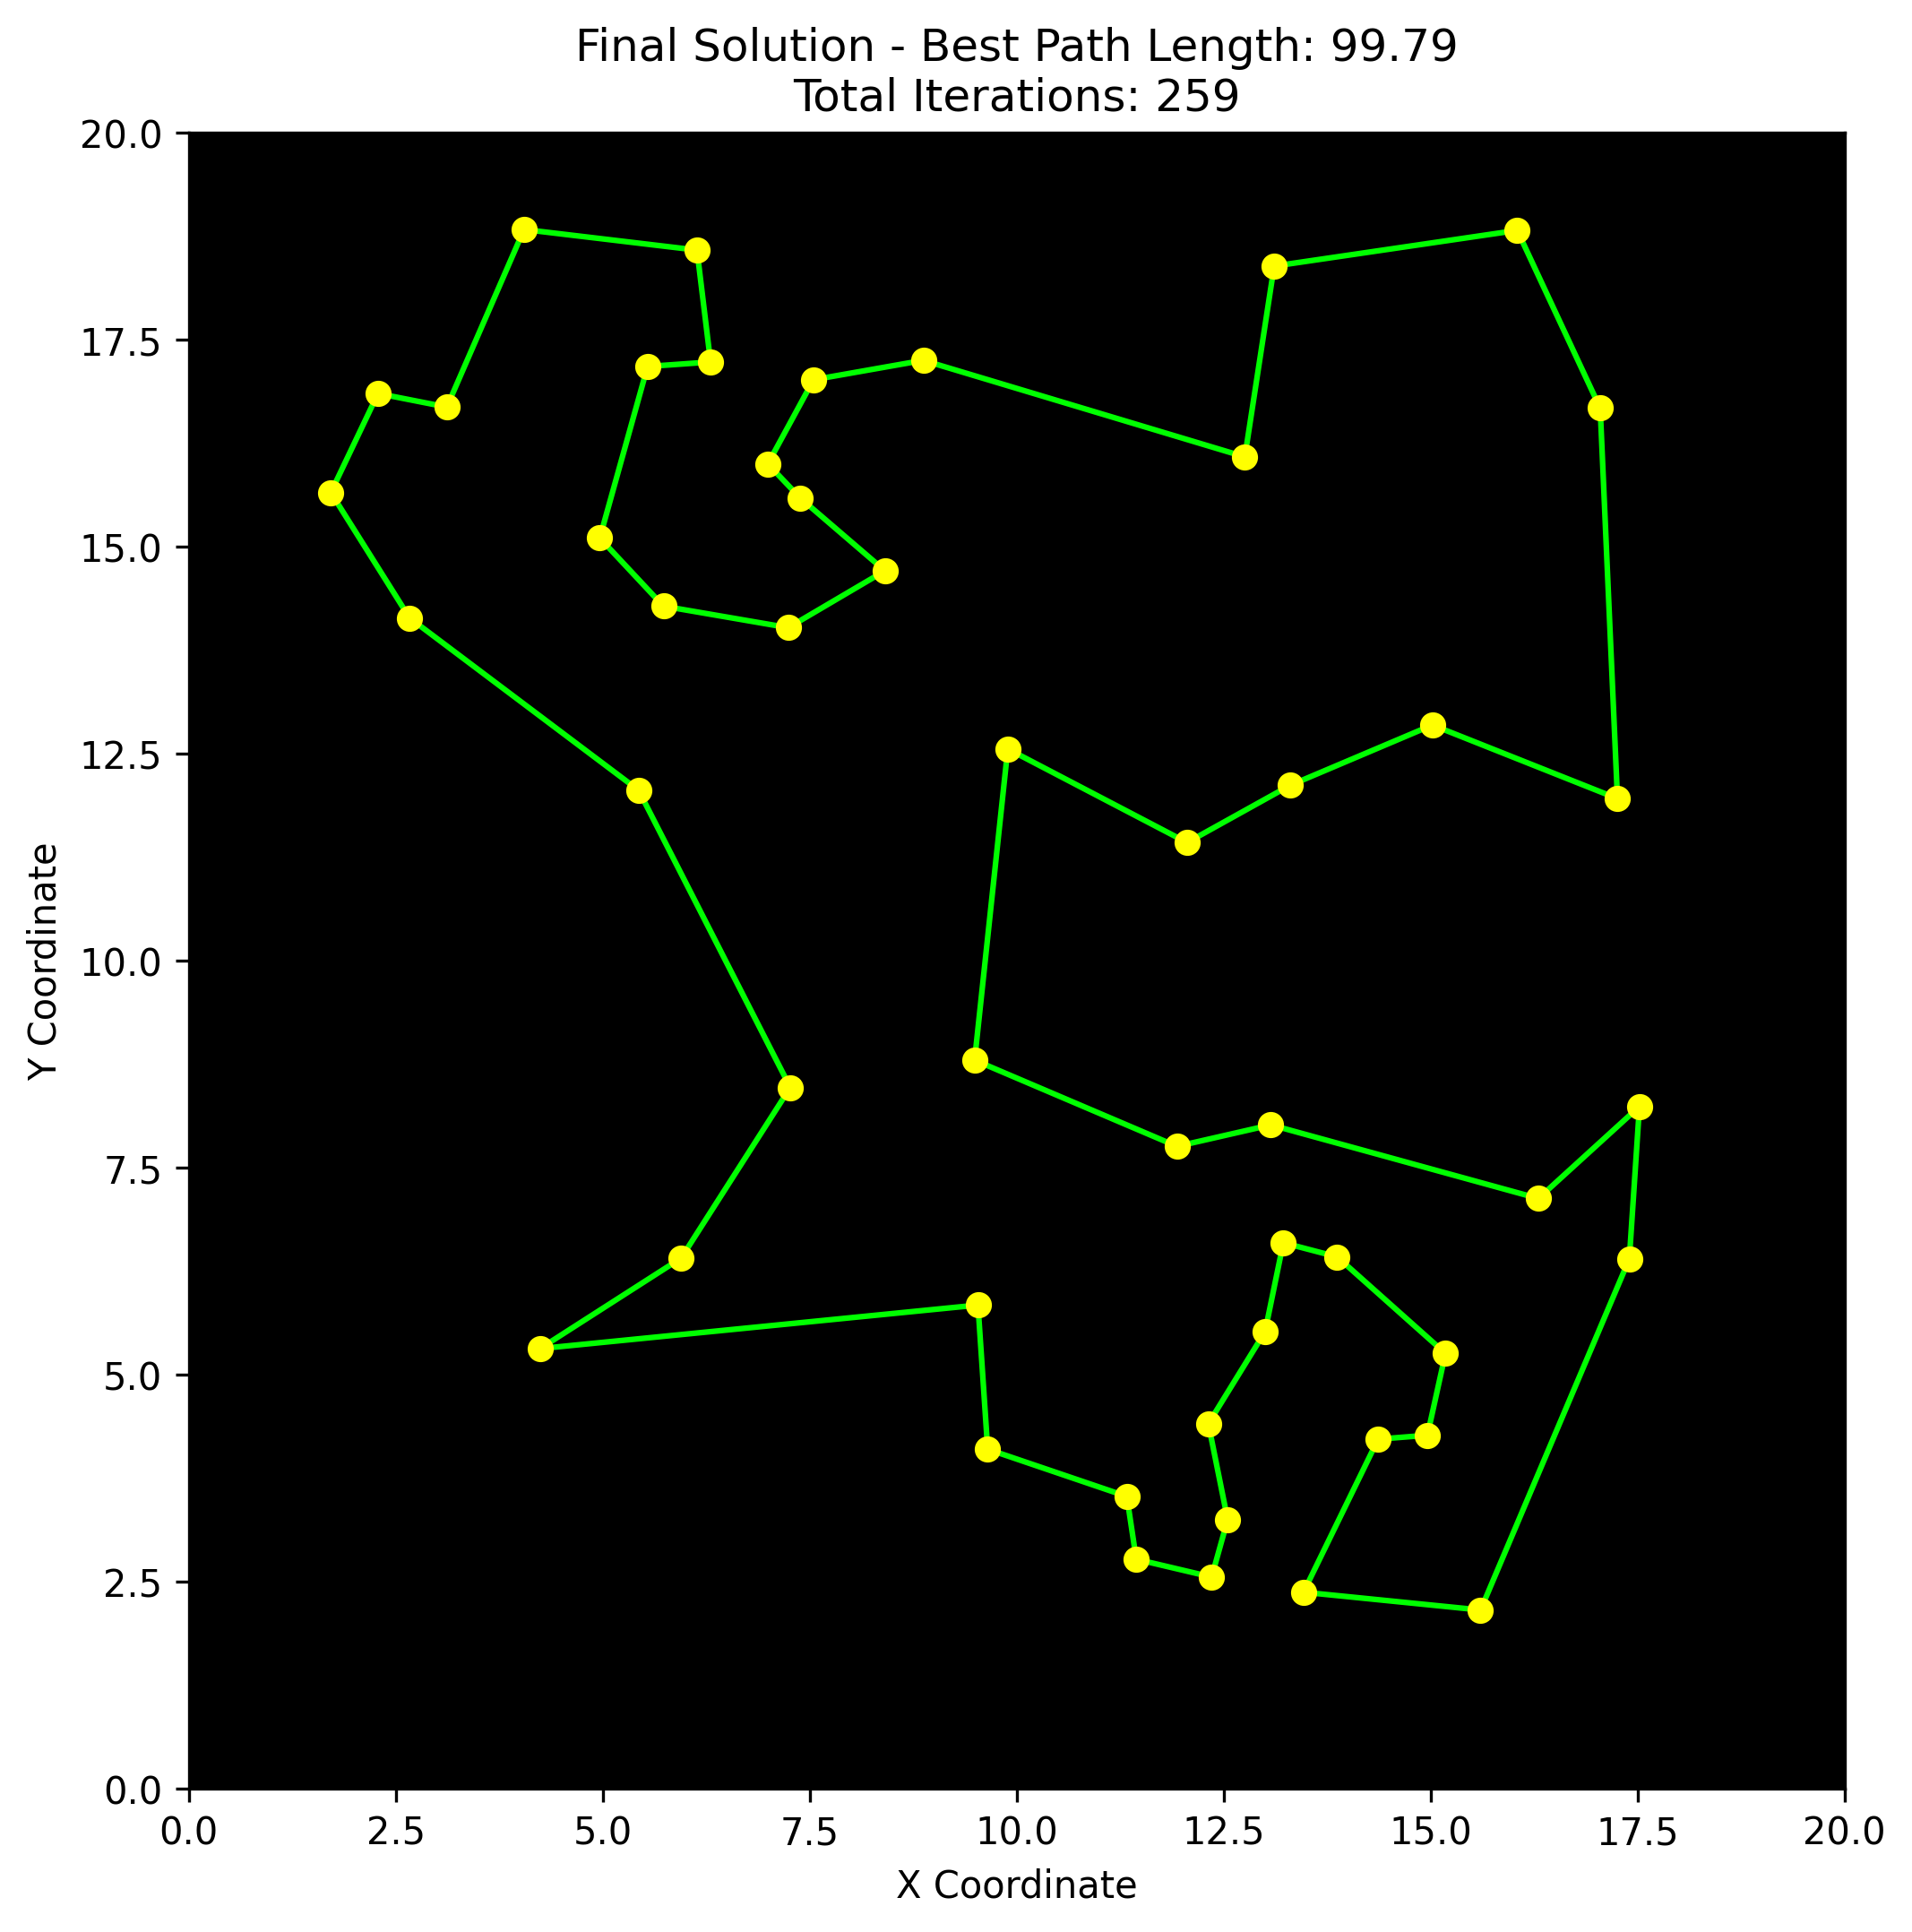 Final Solution - Best Path Length: 99.79
Total Iterations: 259
20.0
17.5
15.0
12.5
10.0
7.5
5.0
2.5
0.0
Y Coordinate
0.0 2.5 5.0 7.5 10.0 12.5 15.0 17.5 20.0
X Coordinate